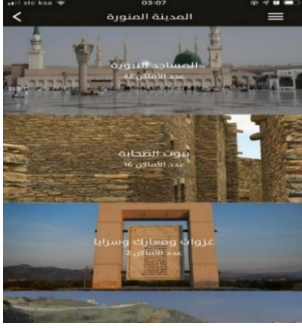 stc ksa 03:07
المدينة المنورة
المساجد النبوية
عدد الأماكن 42
بيوت الصحابة
عدد الأماكن 16
غزوات ومعارك وسرايا
عدد الأماكن 2